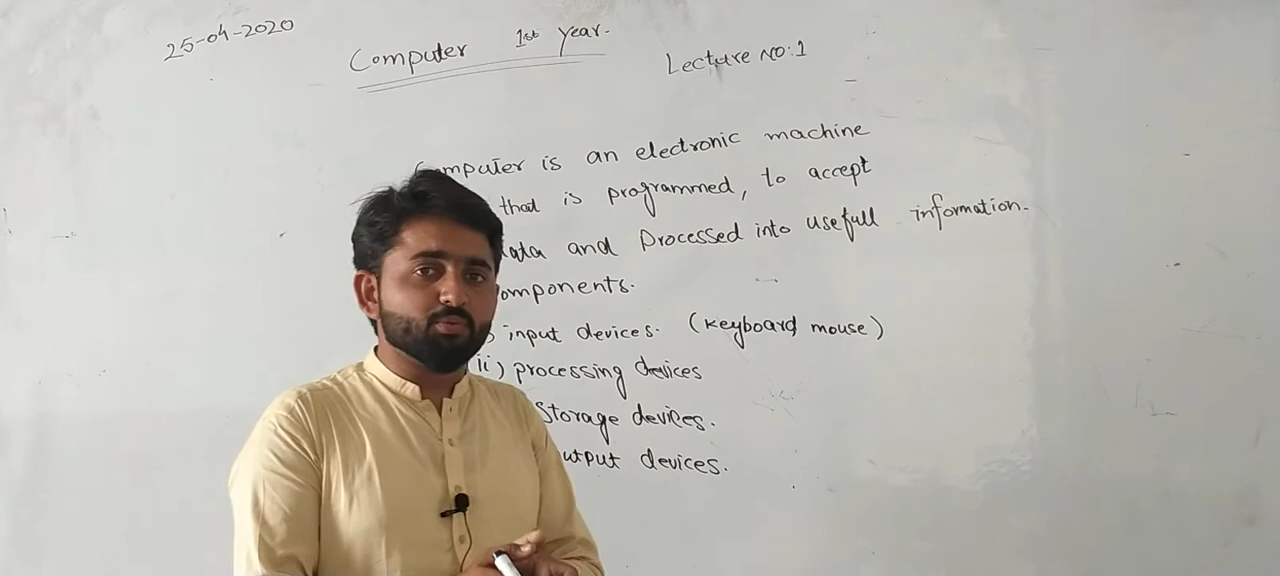 25-04-2020
Computer 1st Year.
Lecture NO:1
Computer is an electronic machine
that is programmed, to accept
data and Processed into usefull information.
omponents.
input devices. (keyboard, mouse)
ii) processing devices
Storage devices.
utput devices.